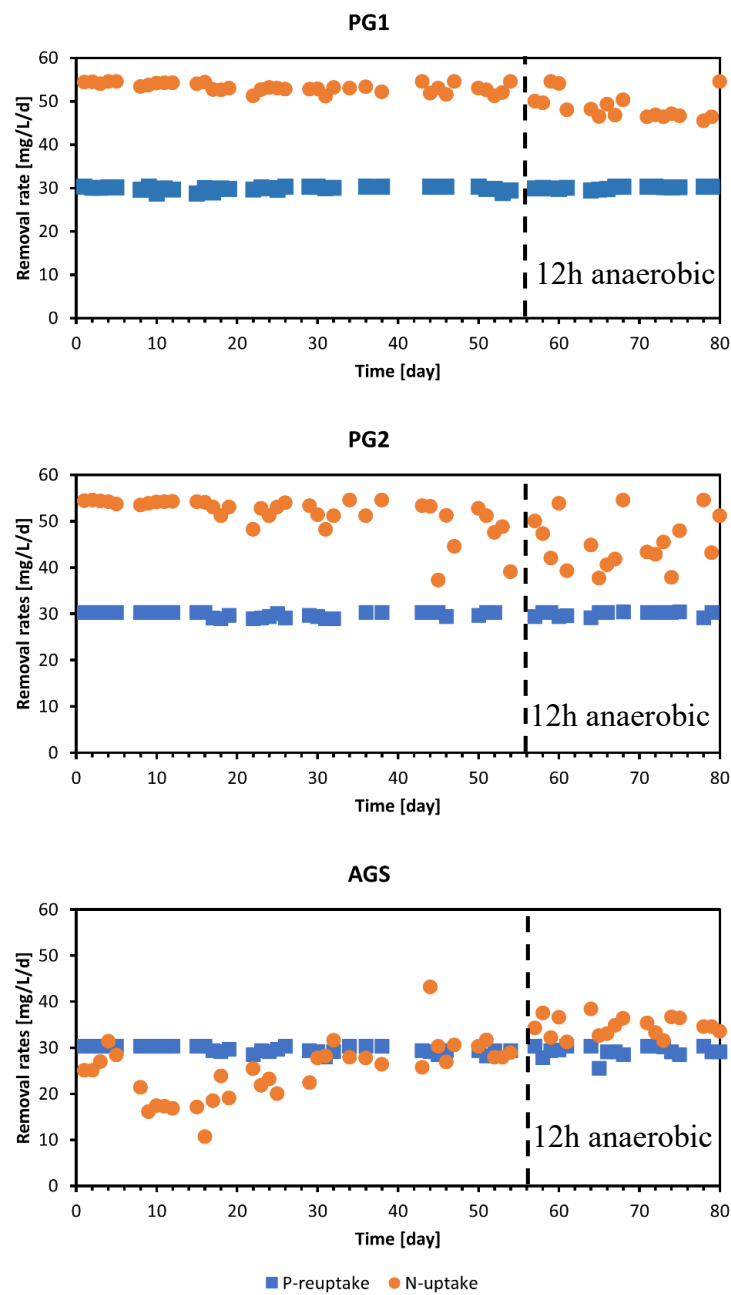 PG1
Removal rate [mg/L/d]
60
50
40
30
20
10
0
12h anaerobic
0 10 20 30 40 50 60 70 80
Time [day]
PG2
Removal rates [mg/L/d]
60
50
40
30
20
10
0
12h anaerobic
0 10 20 30 40 50 60 70 80
Time [day]
AGS
Removal rates [mg/L/d]
60
50
40
30
20
10
0
12h anaerobic
0 10 20 30 40 50 60 70 80
Time [day]
P-reuptake N-uptake